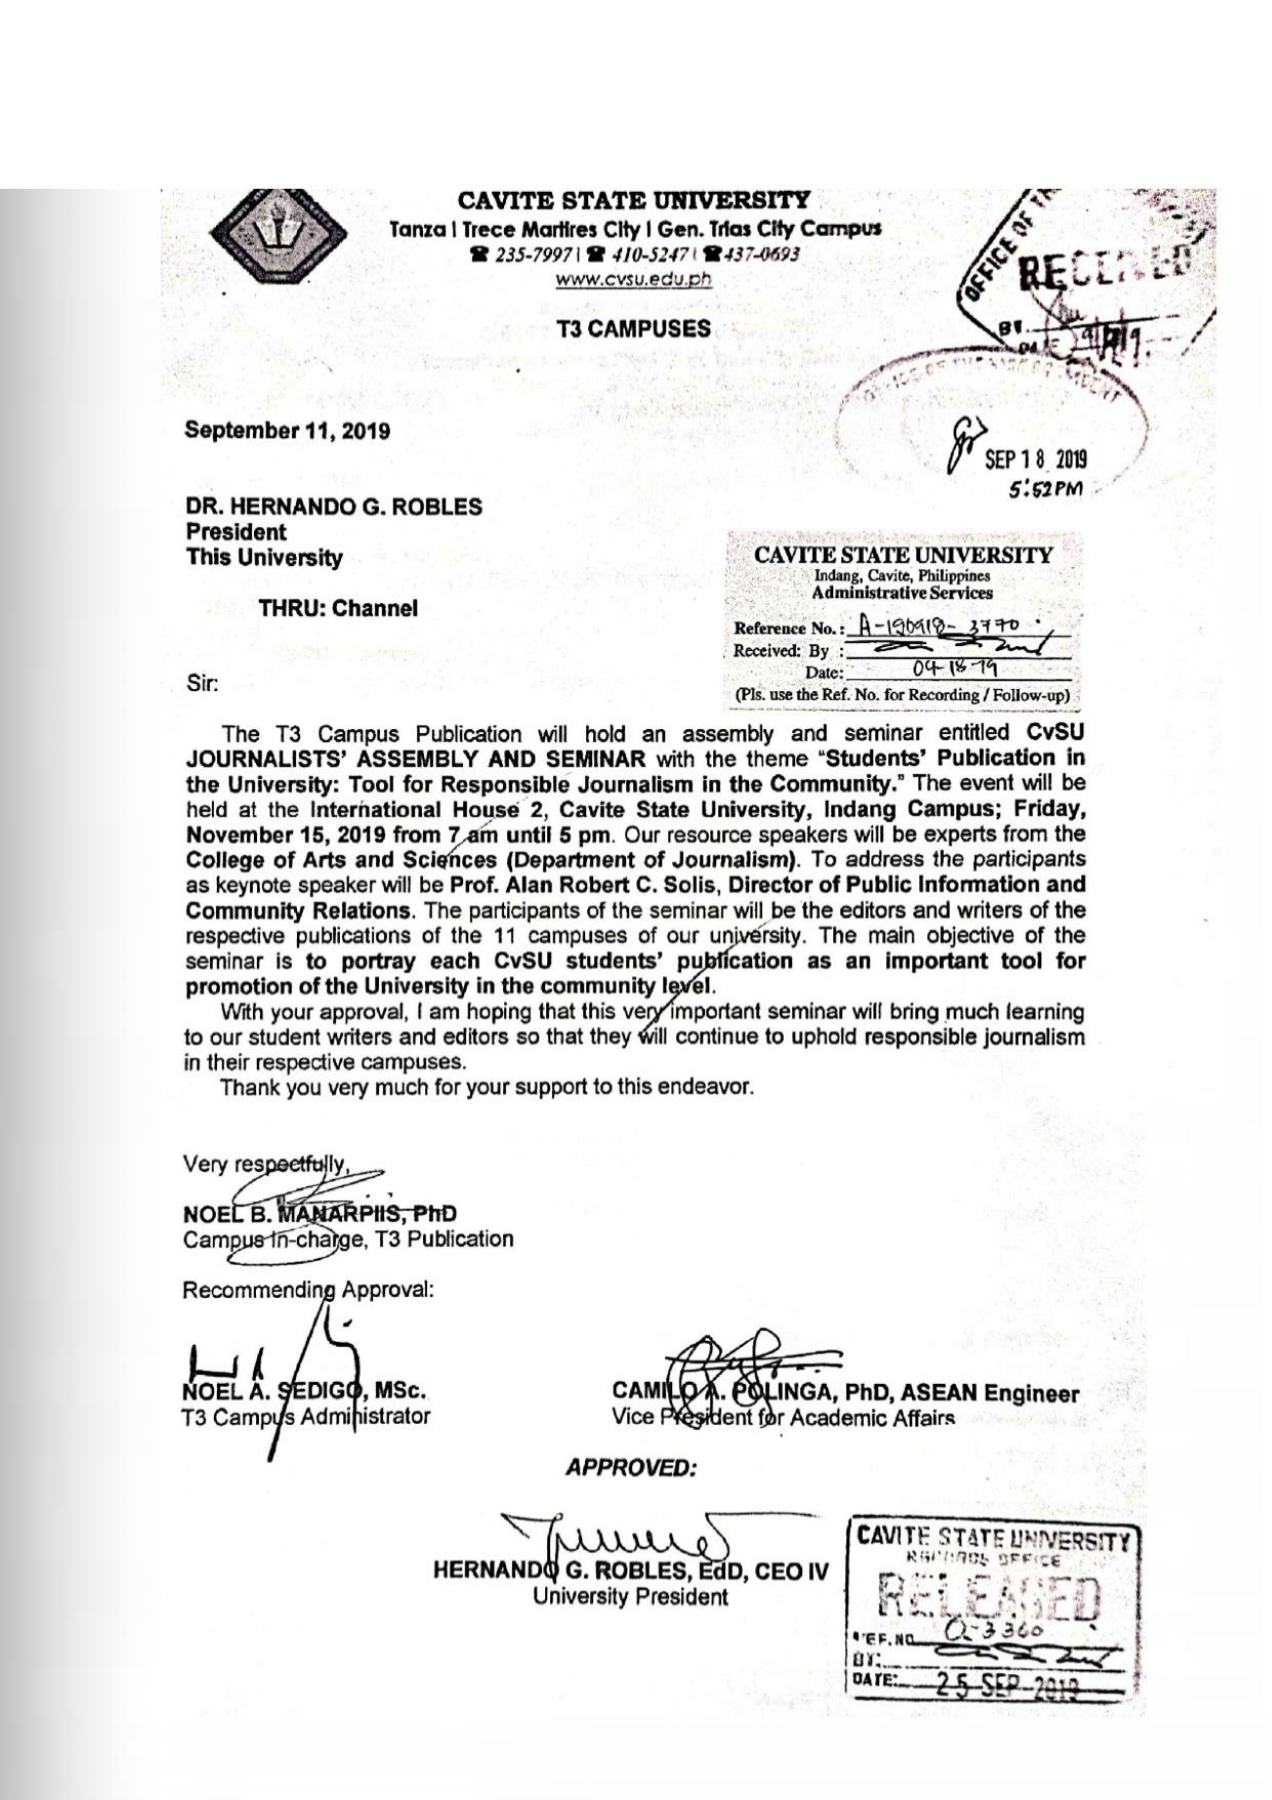 CAVITE STATE UNIVERSITY
Tanza | Trece Martires City | Gen. Trias City Campus
☎ 235-7997 | ☎ 410-5247 | ☎ 437-0693
www.cvsu.edu.ph
T3 CAMPUSES
OFFICE OF
RECEIVED
BY
DATE
OFFICE OF THE
SEP 18 2019
5:52 PM
September 11, 2019
DR. HERNANDO G. ROBLES
President
This University
THRU: Channel
CAVITE STATE UNIVERSITY
Indang, Cavite, Philippines
Administrative Services
Reference No.: A-190918-3770
Received: By :
Date: 09-18-19
(Pls. use the Ref. No. for Recording / Follow-up)
Sir:
The T3 Campus Publication will hold an assembly and seminar entitled CvSU
JOURNALISTS' ASSEMBLY AND SEMINAR with the theme "Students' Publication in
the University: Tool for Responsible Journalism in the Community." The event will be
held at the International House 2, Cavite State University, Indang Campus; Friday,
November 15, 2019 from 7 am until 5 pm. Our resource speakers will be experts from the
College of Arts and Sciences (Department of Journalism). To address the participants
as keynote speaker will be Prof. Alan Robert C. Solis, Director of Public Information and
Community Relations. The participants of the seminar will be the editors and writers of the
respective publications of the 11 campuses of our university. The main objective of the
seminar is to portray each CvSU students' publication as an important tool for
promotion of the University in the community level.
With your approval, I am hoping that this very important seminar will bring much learning
to our student writers and editors so that they will continue to uphold responsible journalism
in their respective campuses.
Thank you very much for your support to this endeavor.
Very respectfully,
NOEL B. MANARPIIS, PhD
Campus In-charge, T3 Publication
Recommending Approval:
NOEL A. SEDIGO, MSc.
T3 Campus Administrator
CAMILO A. POLINGA, PhD, ASEAN Engineer
Vice President for Academic Affairs
APPROVED:
HERNANDO G. ROBLES, EdD, CEO IV
University President
CAVITE STATE UNIVERSITY
RECORDS OFFICE
RELEASED
REF. NO. O-3360
BY:
DATE: 25 SEP 2019